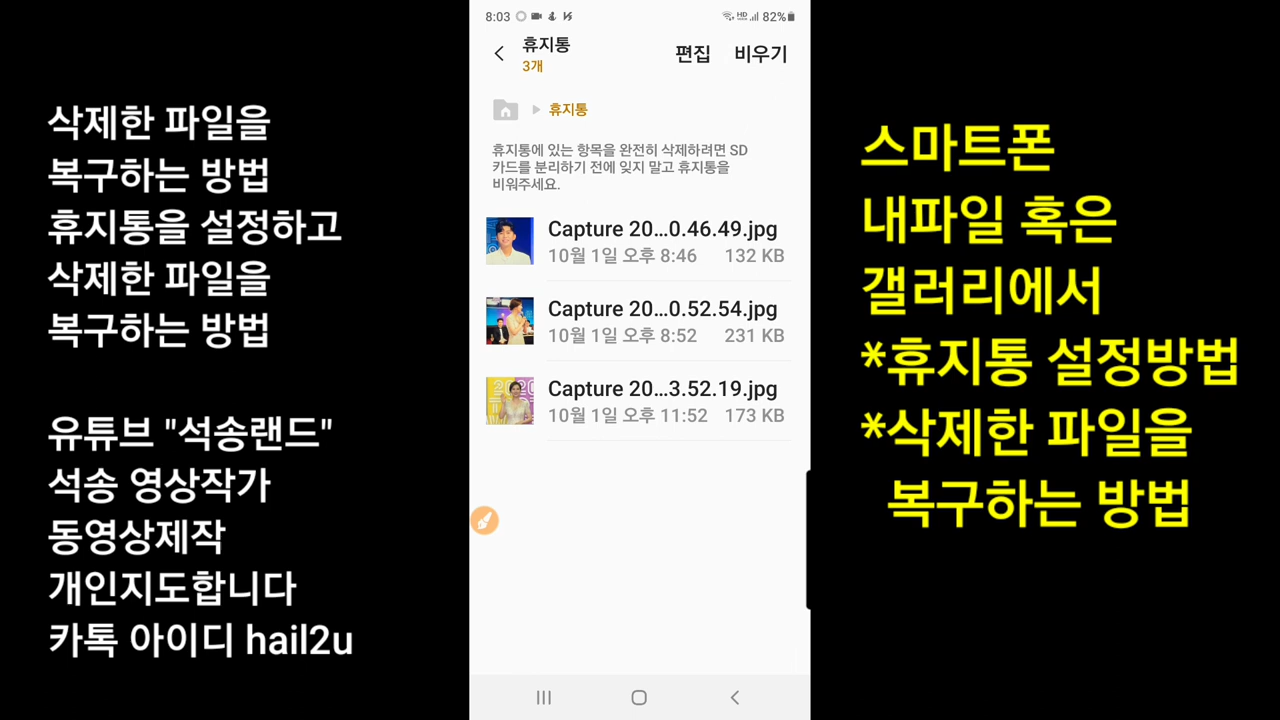 삭제한 파일을
복구하는 방법
휴지통을 설정하고
삭제한 파일을
복구하는 방법
유튜브 "석송랜드"
석송 영상작가
동영상제작
개인지도합니다
카톡 아이디 hail2u
8:03 82%
휴지통
3개
편집 비우기
휴지통
휴지통에 있는 항목을 완전히 삭제하려면 SD
카드를 분리하기 전에 잊지 말고 휴지통을
비워주세요.
Capture 20...0.46.49.jpg
10월 1일 오후 8:46 132 KB
Capture 20...0.52.54.jpg
10월 1일 오후 8:52 231 KB
Capture 20...3.52.19.jpg
10월 1일 오후 11:52 173 KB
스마트폰
내파일 혹은
갤러리에서
*휴지통 설정방법
*삭제한 파일을
복구하는 방법